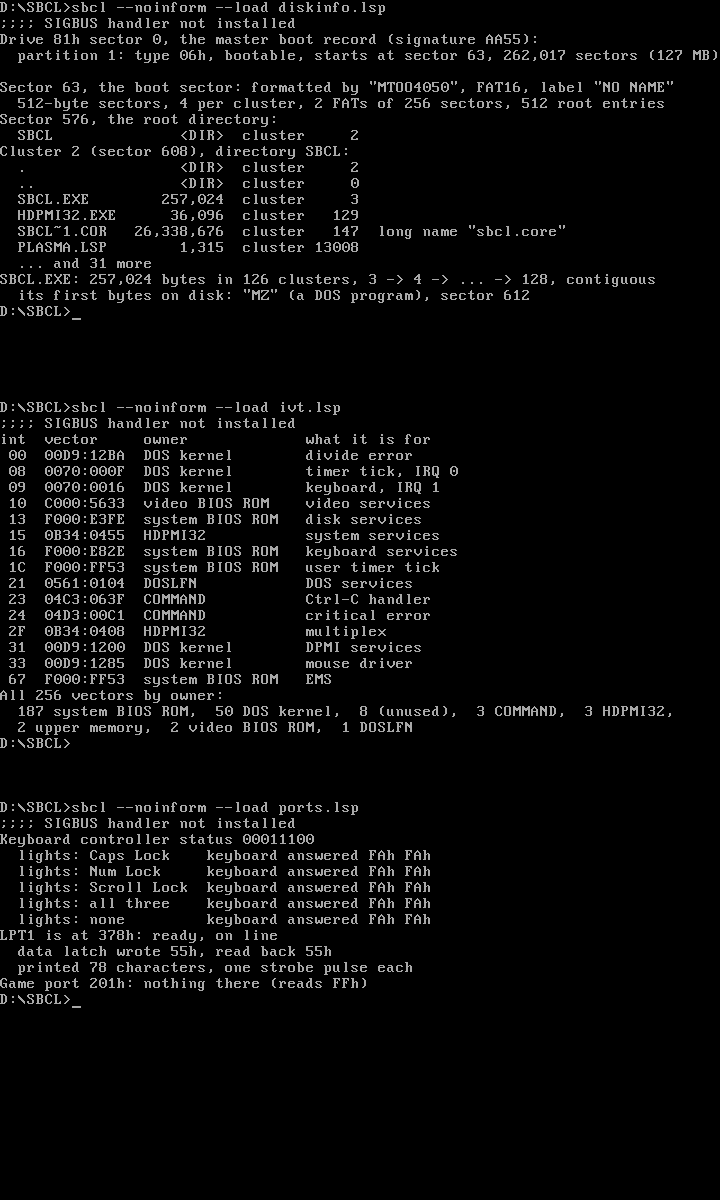 D:\SBCL>sbcl --noinform --load diskinfo.lsp
;;;; SIGBUS handler not installed
Drive 81h sector 0, the master boot record (signature AA55):
  partition 1: type 06h, bootable, starts at sector 63, 262,017 sectors (127 MB)
Sector 63, the boot sector: formatted by "MTOO4050", FAT16, label "NO NAME"
  512-byte sectors, 4 per cluster, 2 FATs of 256 sectors, 512 root entries
Sector 576, the root directory:
  SBCL              <DIR>  cluster     2
Cluster 2 (sector 608), directory SBCL:
  .                 <DIR>  cluster     2
  ..                <DIR>  cluster     0
  SBCL.EXE        257,024  cluster     3
  HDPMI32.EXE      36,096  cluster   129
  SBCL~1.COR   26,338,676  cluster   147  long name "sbcl.core"
  PLASMA.LSP        1,315  cluster 13008
  ... and 31 more
SBCL.EXE: 257,024 bytes in 126 clusters, 3 -> 4 -> ... -> 128, contiguous
  its first bytes on disk: "MZ" (a DOS program), sector 612
D:\SBCL>_
D:\SBCL>sbcl --noinform --load ivt.lsp
;;;; SIGBUS handler not installed
int  vector     owner             what it is for
 00  00D9:12BA  DOS kernel        divide error
 08  0070:000F  DOS kernel        timer tick, IRQ 0
 09  0070:0016  DOS kernel        keyboard, IRQ 1
 10  C000:5633  video BIOS ROM    video services
 13  F000:E3FE  system BIOS ROM   disk services
 15  0B34:0455  HDPMI32           system services
 16  F000:E82E  system BIOS ROM   keyboard services
 1C  F000:FF53  system BIOS ROM   user timer tick
 21  0561:0104  DOSLFN            DOS services
 23  04C3:063F  COMMAND           Ctrl-C handler
 24  04D3:00C1  COMMAND           critical error
 2F  0B34:0408  HDPMI32           multiplex
 31  00D9:1200  DOS kernel        DPMI services
 33  00D9:1285  DOS kernel        mouse driver
 67  F000:FF53  system BIOS ROM   EMS
All 256 vectors by owner:
  187 system BIOS ROM,  50 DOS kernel,  8 (unused),  3 COMMAND,  3 HDPMI32,
  2 upper memory,  2 video BIOS ROM,  1 DOSLFN
D:\SBCL>
D:\SBCL>sbcl --noinform --load ports.lsp
;;;; SIGBUS handler not installed
Keyboard controller status 00011100
  lights: Caps Lock    keyboard answered FAh FAh
  lights: Num Lock     keyboard answered FAh FAh
  lights: Scroll Lock  keyboard answered FAh FAh
  lights: all three    keyboard answered FAh FAh
  lights: none         keyboard answered FAh FAh
LPT1 is at 378h: ready, on line
  data latch wrote 55h, read back 55h
  printed 78 characters, one strobe pulse each
Game port 201h: nothing there (reads FFh)
D:\SBCL>_